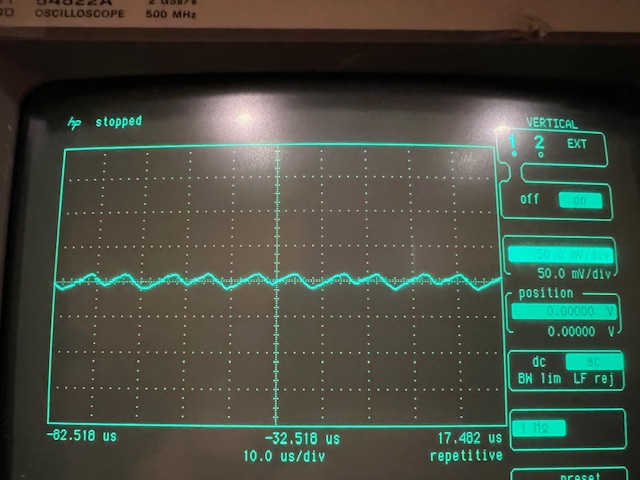 54522A 2 GSa/s
OSCILLOSCOPE 500 MHz
hp stopped
VERTICAL
1 2 EXT
off on
50.0 mV/div
50.0 mV/div
position
0.00000 V
0.00000 V
dc ac
BW lim LF rej
1 MΩ
preset
-82.518 us -32.518 us 17.482 us
10.0 us/div repetitive